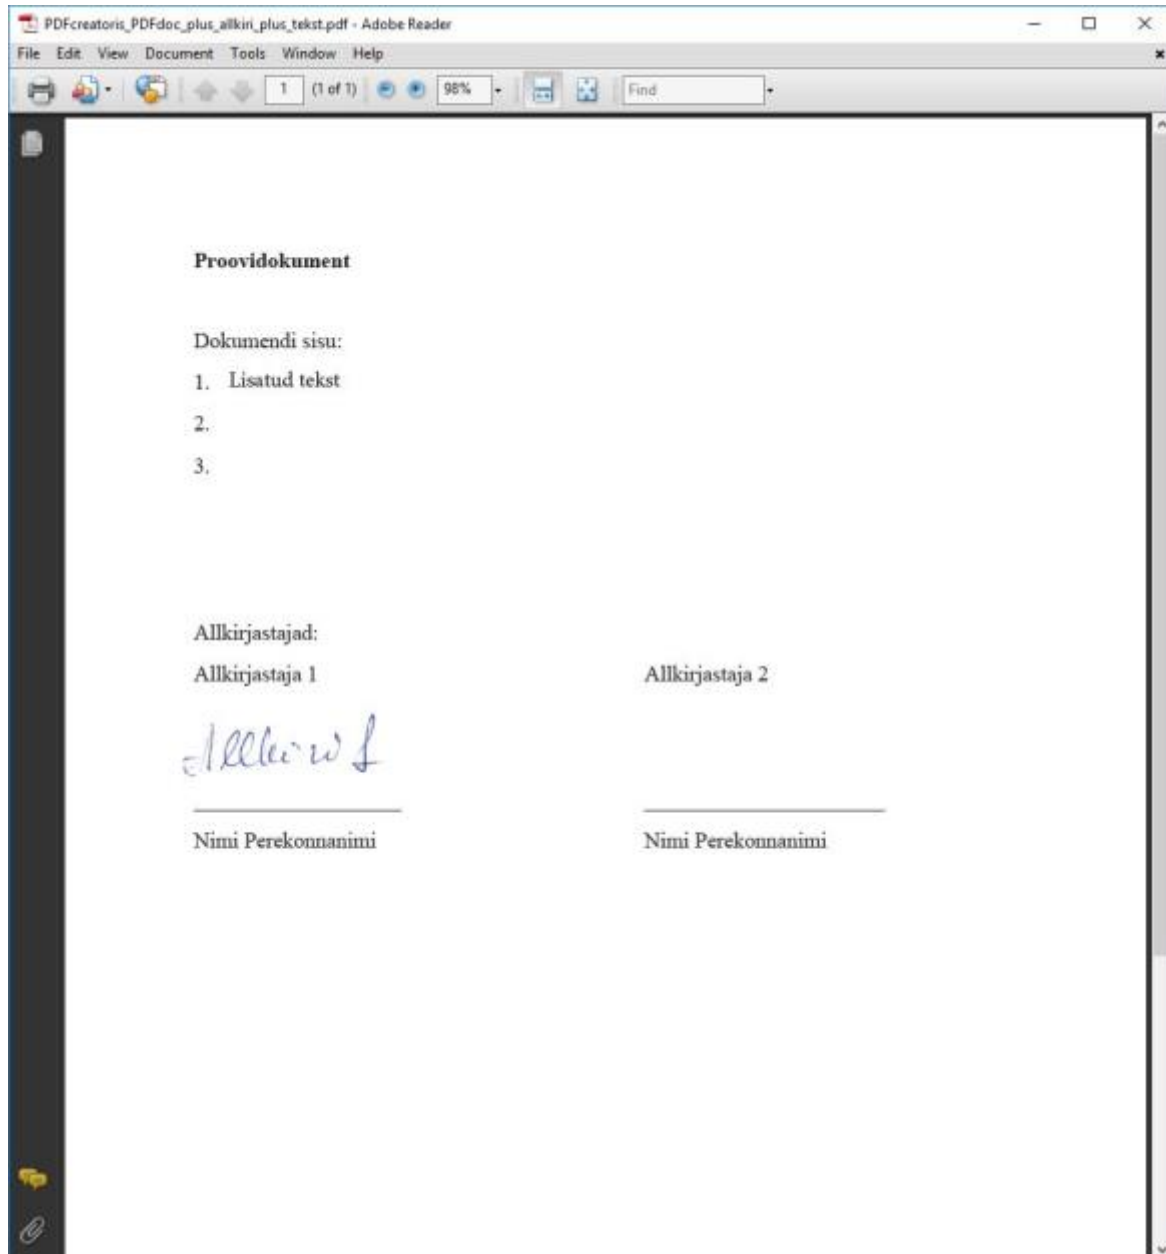 PDFcreatoris_PDFdoc_plus_allkiri_plus_tekst.pdf - Adobe Reader
File Edit View Document Tools Window Help
1 (1 of 1) 98% Find
Proovidokument
Dokumendi sisu:
1. Lisatud tekst
2.
3.
Allkirjastajad:
Allkirjastaja 1 Allkirjastaja 2
Nimi Perekonnanimi Nimi Perekonnanimi